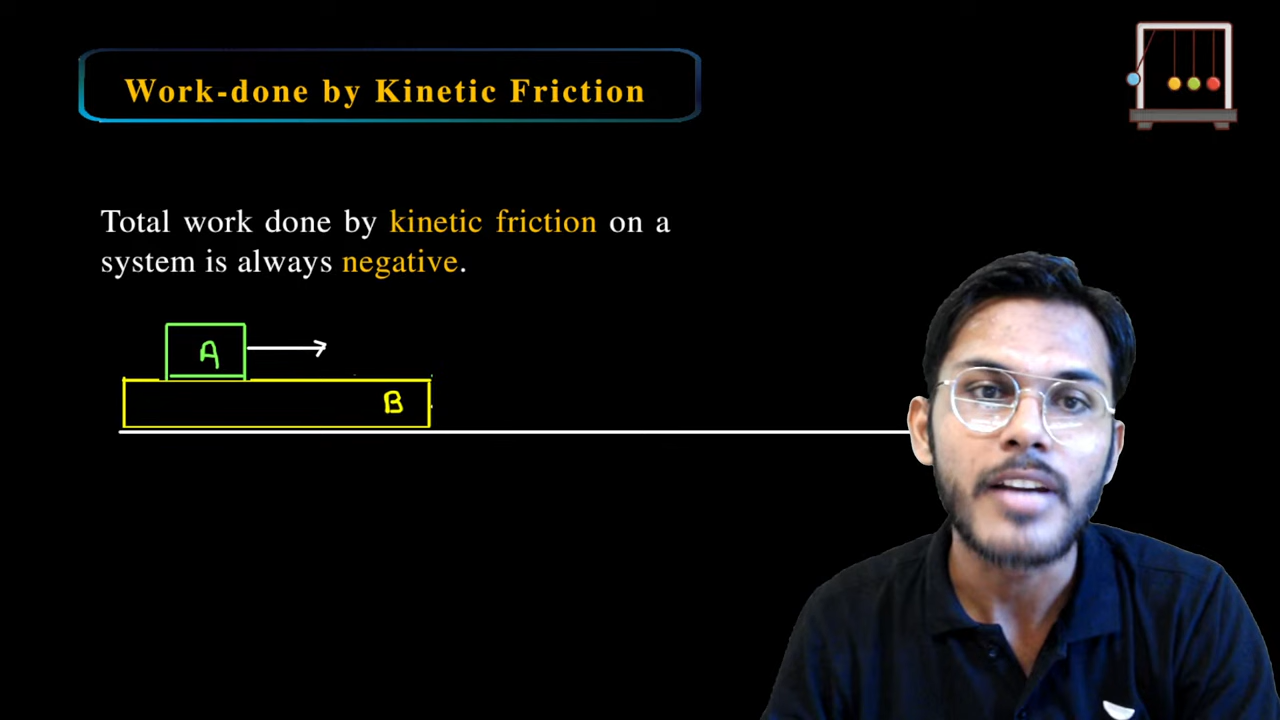 Work-done by Kinetic Friction
Total work done by kinetic friction on a
system is always negative.
A
B